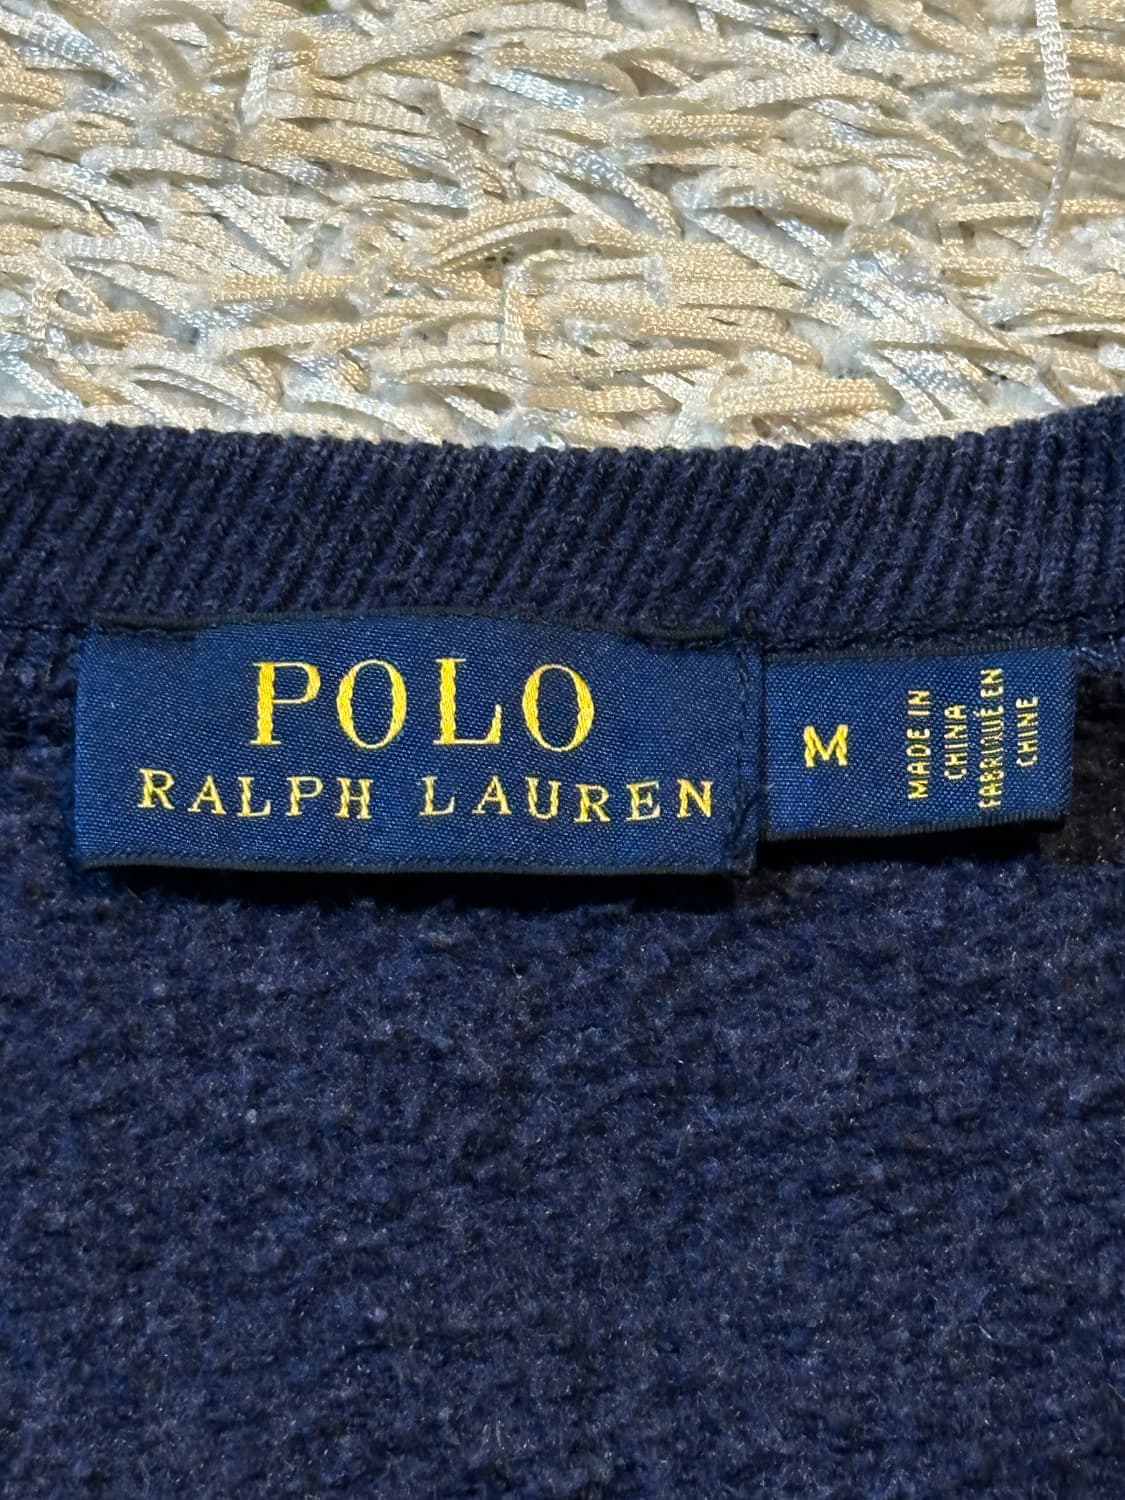 POLO
RALPH LAUREN
M
MADE IN
CHINA
FABRIQUÉ EN
CHINE